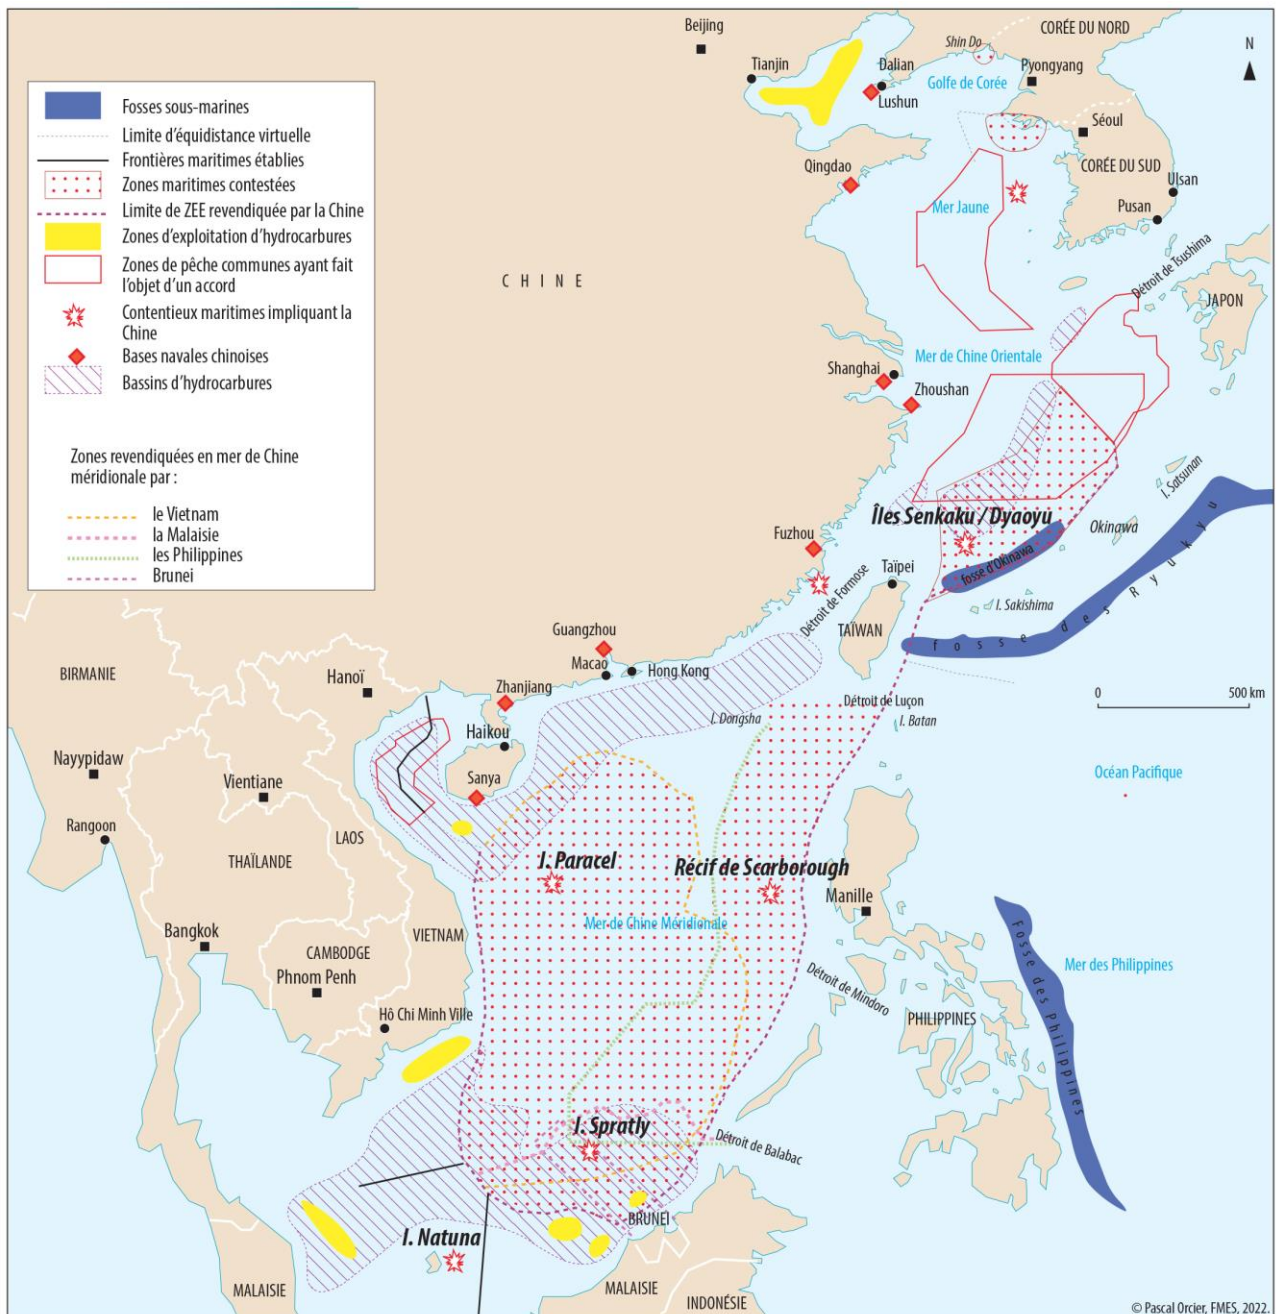 Fosses sous-marines
Limite d'équidistance virtuelle
Frontières maritimes établies
Zones maritimes contestées
Limite de ZEE revendiquée par la Chine
Zones d'exploitation d'hydrocarbures
Zones de pêche communes ayant fait
l'objet d'un accord
Contentieux maritimes impliquant la
Chine
Bases navales chinoises
Bassins d'hydrocarbures
Zones revendiquées en mer de Chine
méridionale par :
le Vietnam
la Malaisie
les Philippines
Brunei
Beijing
Tianjin
Shin Do
CORÉE DU NORD
N
Dalian
Lushun
Golfe de Corée
Pyongyang
Séoul
CORÉE DU SUD
Qingdao
Mer Jaune
Ulsan
Pusan
Détroit de Tsushima
JAPON
CHINE
Mer de Chine Orientale
Shanghai
Zhoushan
I. Satsunan
Îles Senkaku / Dyaoyu
Okinawa
Fuzhou
fosse d'Okinawa
Taïpei
Détroit de Formose
I. Sakishima
TAÏWAN
fosse des Ryukyu
Guangzhou
Macao
Hong Kong
BIRMANIE
Hanoï
Zhanjiang
0
500 km
Détroit de Luçon
I. Dongsha
I. Batan
Haikou
Nayypidaw
Vientiane
Sanya
Océan Pacifique
Rangoon
LAOS
THAÏLANDE
I. Paracel
Récif de Scarborough
Manille
Mer de Chine Méridionale
Bangkok
VIETNAM
CAMBODGE
Phnom Penh
Détroit de Mindoro
Mer des Philippines
Fosse des Philippines
Hô Chi Minh Ville
PHILIPPINES
I. Spratly
Détroit de Balabac
BRUNEI
I. Natuna
MALAISIE
MALAISIE
INDONÉSIE
© Pascal Orcier, FMES, 2022.